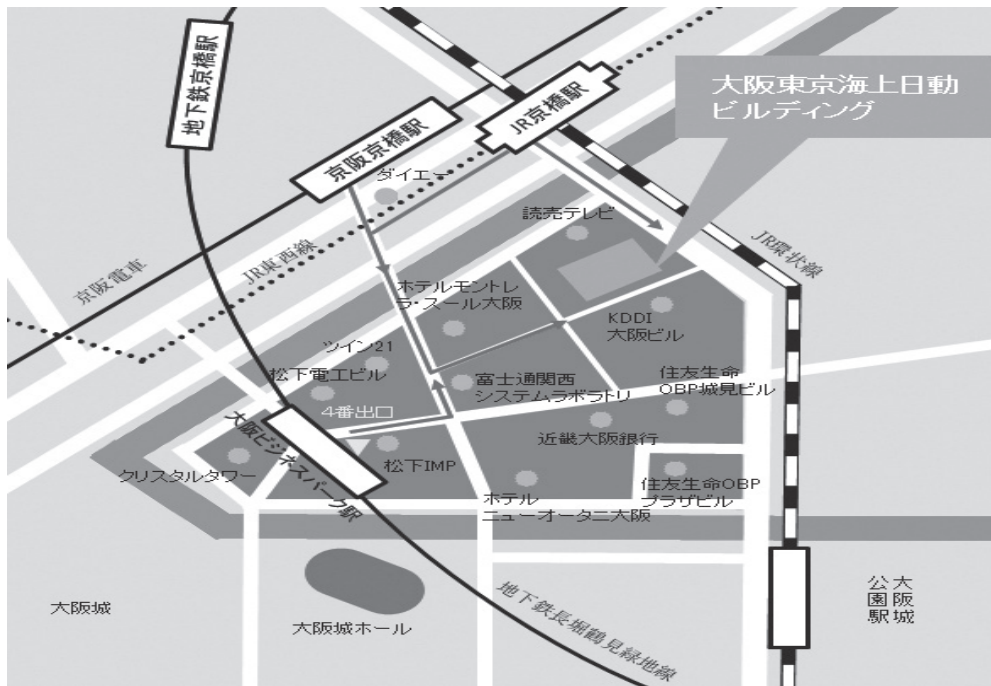 地下鉄京橋駅
京阪京橋駅
JR京橋駅
大阪東京海上日動
ビルディング
ダイエー
読売テレビ
京阪電車
JR東西線
JR環状線
ホテルモントレ
ラ・スール大阪
KDDI
大阪ビル
ツイン21
松下電工ビル
富士通関西
システムラボラトリ
住友生命
OBP城見ビル
4番出口
大阪ビジネスパーク駅
近畿大阪銀行
クリスタルタワー
松下IMP
住友生命OBP
プラザビル
ホテル
ニューオータニ大阪
大阪城
大阪城ホール
地下鉄長堀鶴見緑地線
大阪城
公園駅